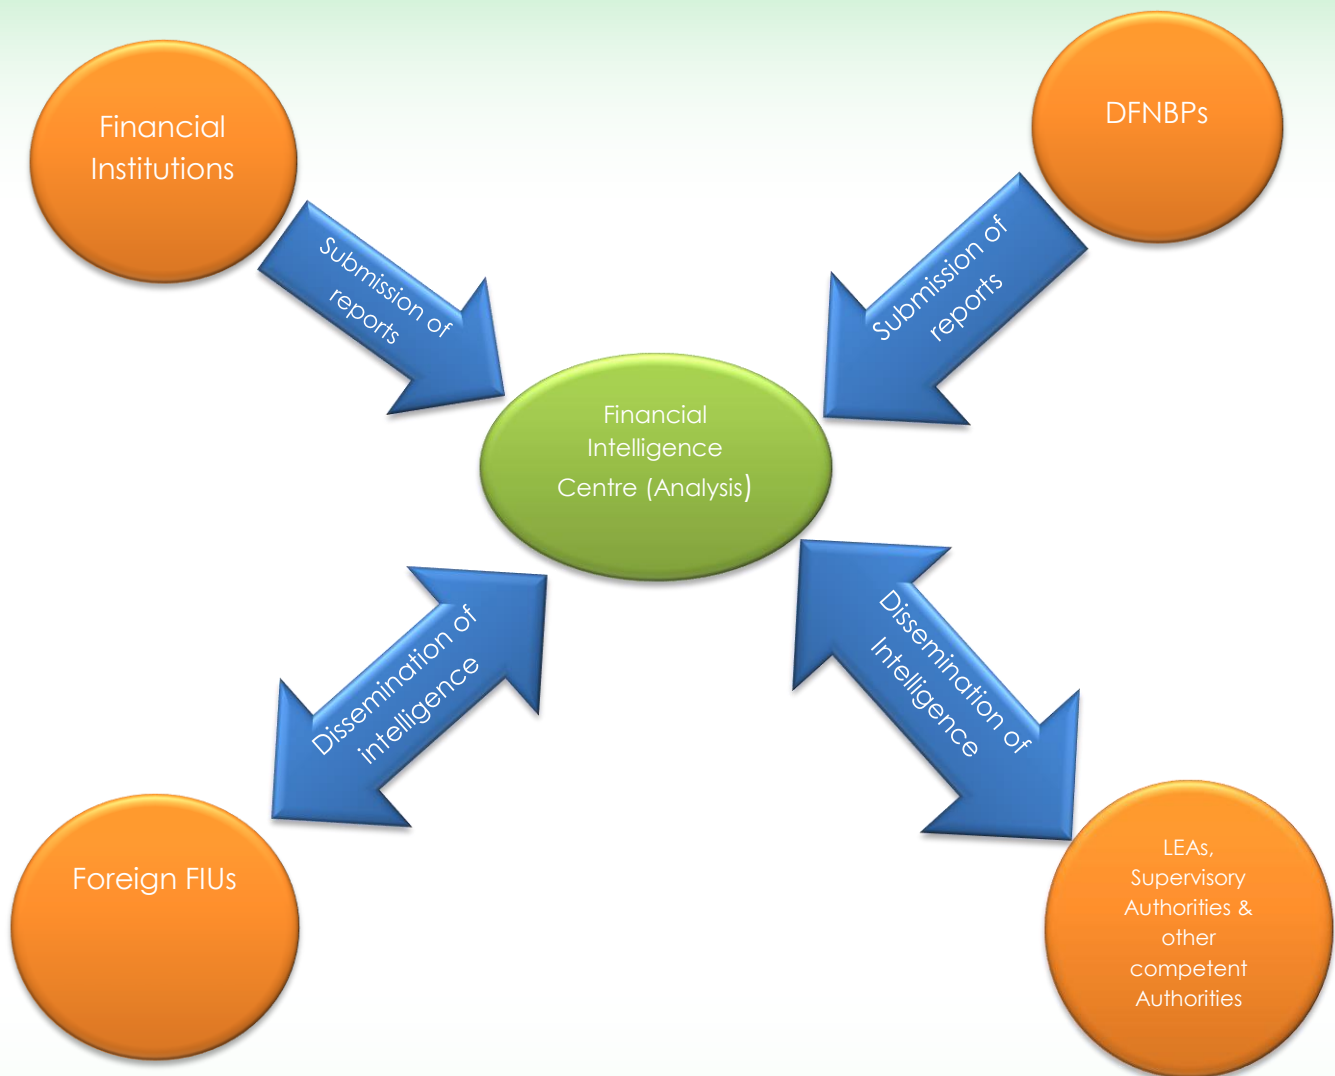 Financial
Institutions
DFNBPs
Submission of
reports
Submission of
reports
Financial
Intelligence
Centre (Analysis)
Dissemination of
intelligence
Dissemination of
Intelligence
Foreign FIUs
LEAs,
Supervisory
Authorities &
other
competent
Authorities